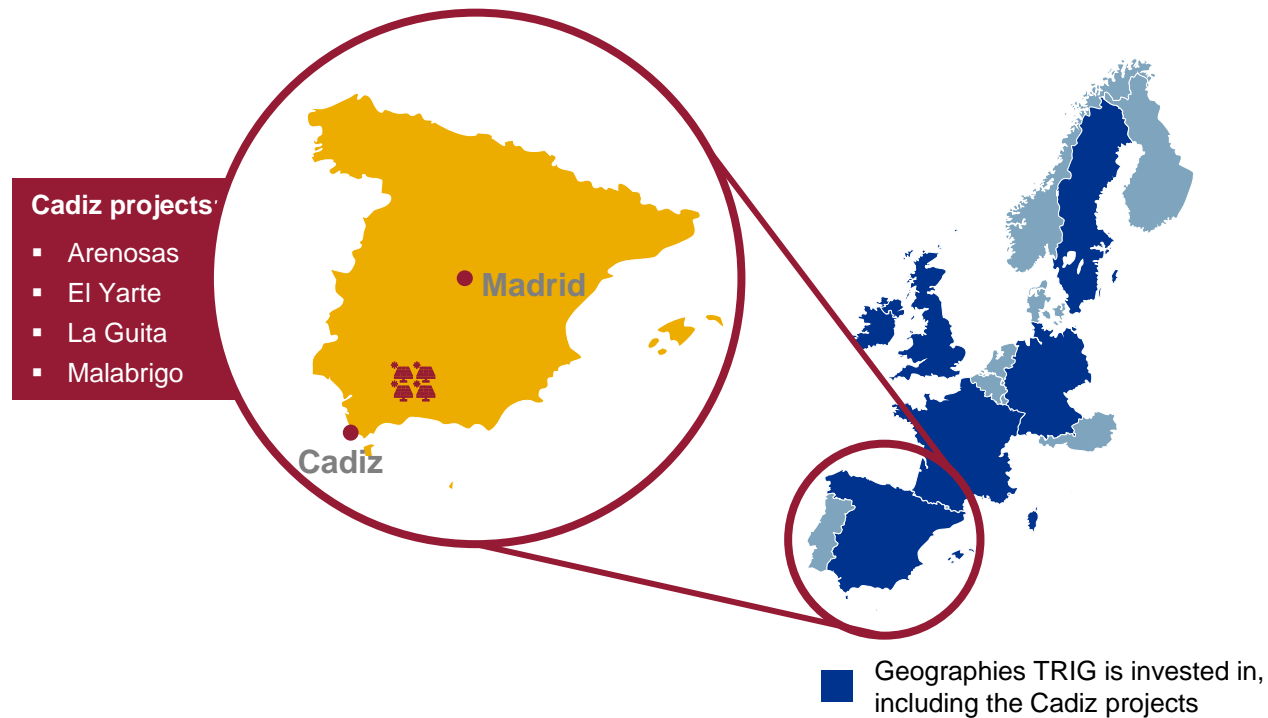 Cadiz projects
▪ Arenosas
▪ El Yarte
▪ La Guita
▪ Malabrigo
Madrid
Cadiz
Geographies TRIG is invested in,
including the Cadiz projects